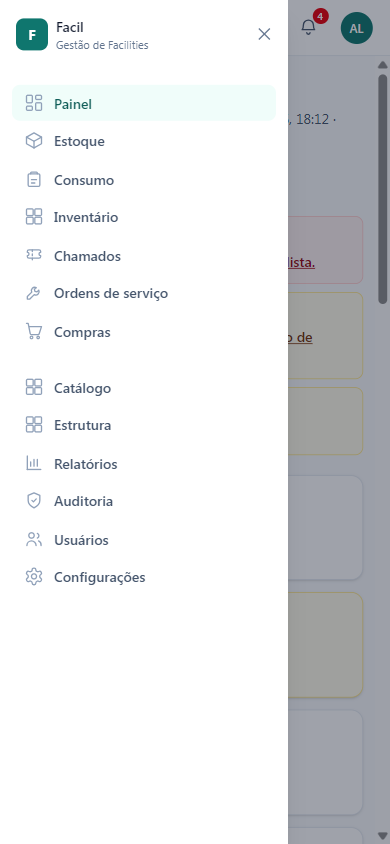 F
Facil
Gestão de Facilities
4
AL
18:12 ·
Painel
Estoque
Consumo
Inventário
Chamados
lista.
Ordens de serviço
Compras
de
Catálogo
Estrutura
Relatórios
Auditoria
Usuários
Configurações